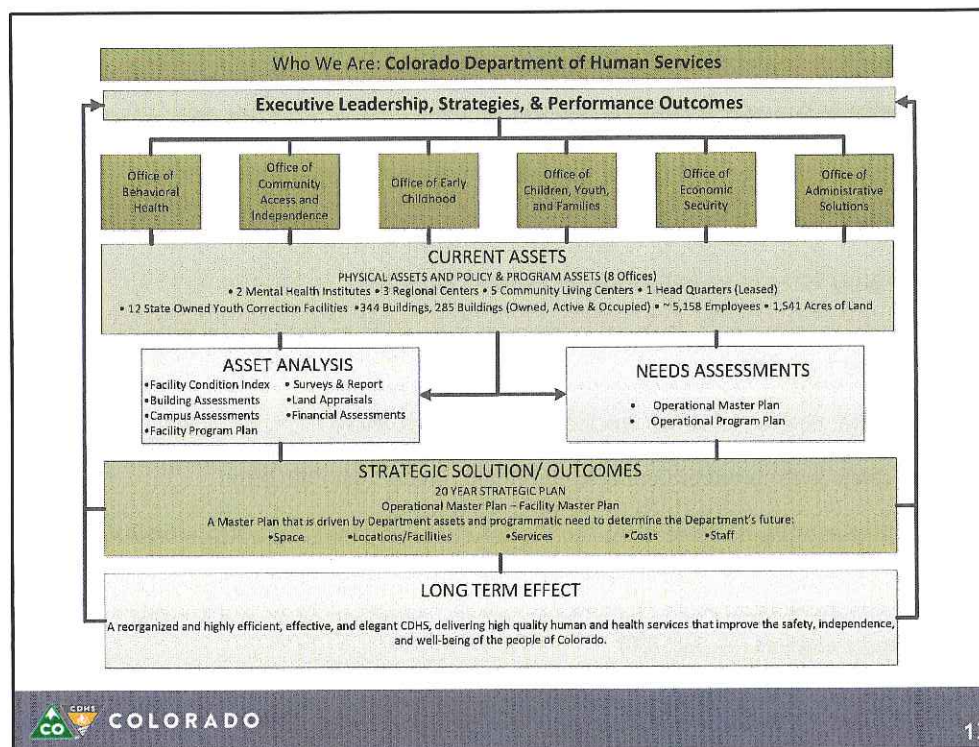 Who We Are: Colorado Department of Human Services
Executive Leadership, Strategies, & Performance Outcomes
Office of
Behavioral
Health
Office of
Community
Access and
Independence
Office of Early
Childhood
Office of
Children, Youth,
and Families
Office of
Economic
Security
Office of
Administrative
Solutions
CURRENT ASSETS
PHYSICAL ASSETS AND POLICY & PROGRAM ASSETS (8 Offices)
• 2 Mental Health Institutes • 3 Regional Centers • 5 Community Living Centers • 1 Head Quarters (Leased)
• 12 State Owned Youth Correction Facilities •344 Buildings, 285 Buildings (Owned, Active & Occupied) • ~ 5,158 Employees • 1,541 Acres of Land
ASSET ANALYSIS
•Facility Condition Index
•Building Assessments
•Campus Assessments
•Facility Program Plan
• Surveys & Report
•Land Appraisals
•Financial Assessments
NEEDS ASSESSMENTS
• Operational Master Plan
• Operational Program Plan
STRATEGIC SOLUTION/ OUTCOMES
20 YEAR STRATEGIC PLAN
Operational Master Plan – Facility Master Plan
A Master Plan that is driven by Department assets and programmatic need to determine the Department's future:
•Space •Locations/Facilities •Services •Costs •Staff
LONG TERM EFFECT
A reorganized and highly efficient, effective, and elegant CDHS, delivering high quality human and health services that improve the safety, independence,
and well-being of the people of Colorado.
CO
CDHS
COLORADO
1